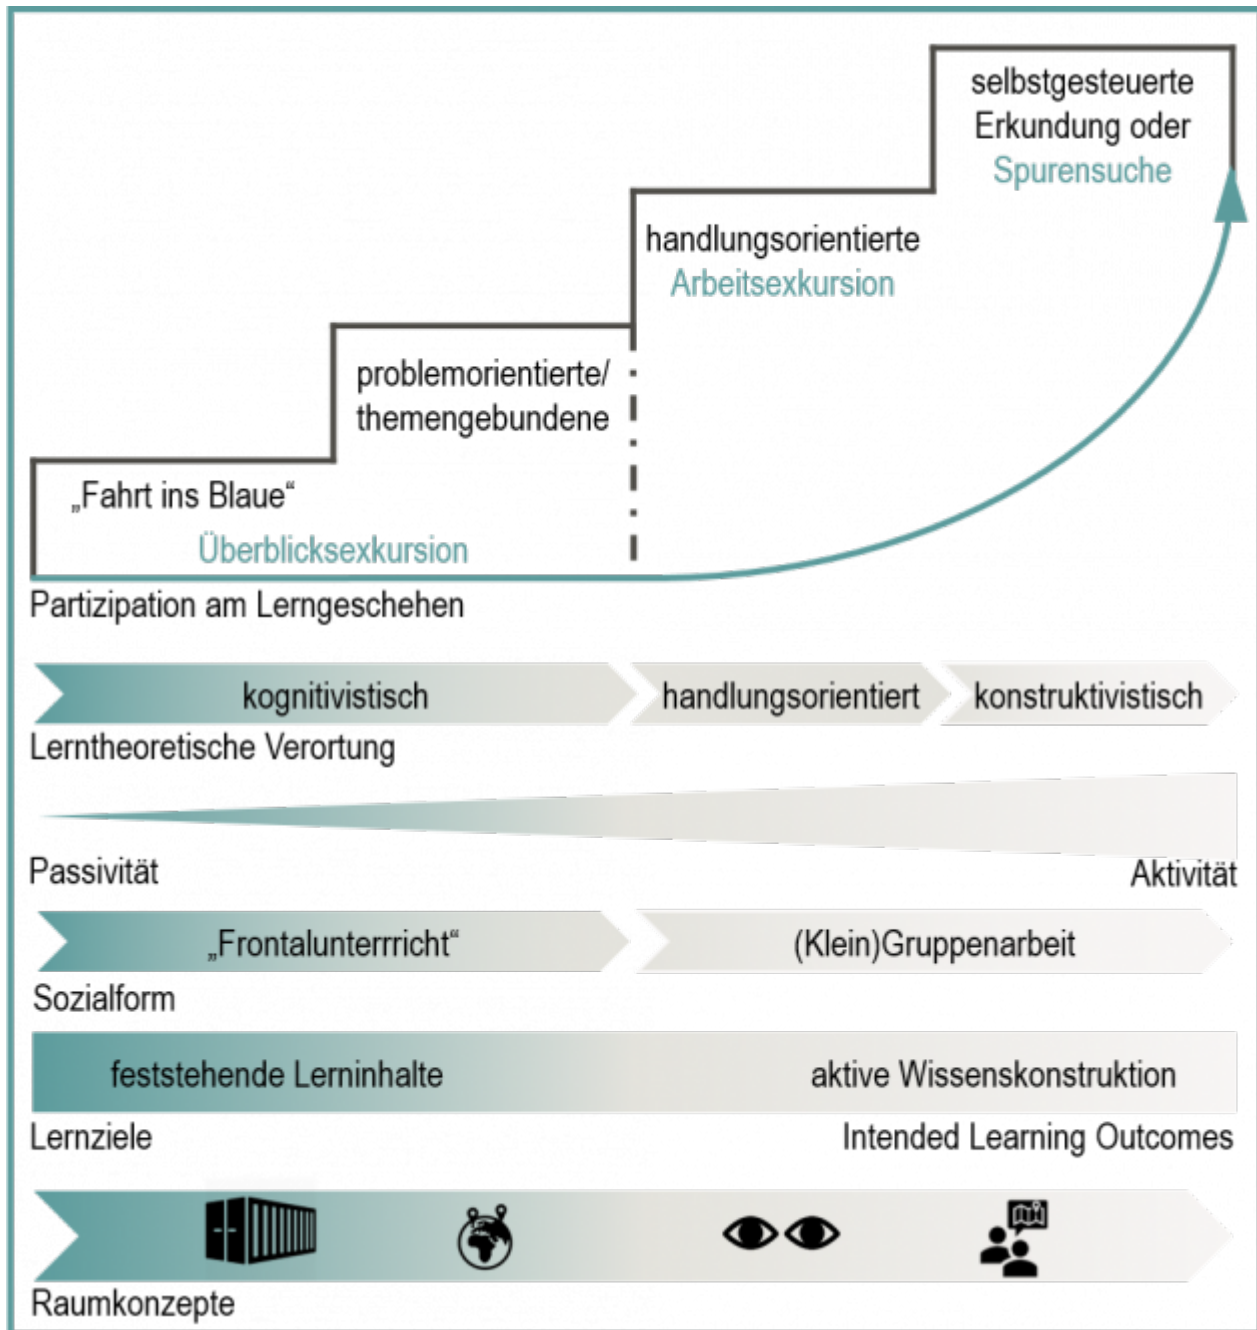 selbstgesteuerte
Erkundung oder
Spurensuche
handlungsorientierte
Arbeitsexkursion
problemorientierte/
themengebundene
„Fahrt ins Blaue“
Überblicksexkursion
Partizipation am Lerngeschehen
kognitivistisch
handlungsorientiert
konstruktivistisch
Lerntheoretische Verortung
Passivität
Aktivität
„Frontalunterrricht“
(Klein)Gruppenarbeit
Sozialform
feststehende Lerninhalte
aktive Wissenskonstruktion
Lernziele
Intended Learning Outcomes
Raumkonzepte